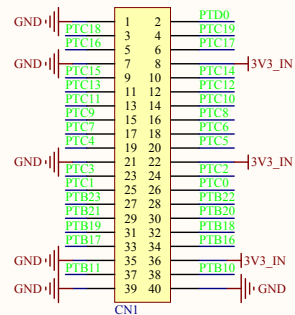 GND 1 2 PTD0
PTC18 3 4 PTC19
PTC16 5 6 PTC17
GND 7 8 3V3_IN
PTC15 9 10 PTC14
PTC13 11 12 PTC12
PTC11 13 14 PTC10
PTC9 15 16 PTC8
PTC7 17 18 PTC6
PTC4 19 20 PTC5
GND 21 22 3V3_IN
PTC3 23 24 PTC2
PTC1 25 26 PTC0
PTB23 27 28 PTB22
PTB21 29 30 PTB20
PTB19 31 32 PTB18
PTB17 33 34 PTB16
GND 35 36 3V3_IN
PTB11 37 38 PTB10
GND 39 40 GND
CN1